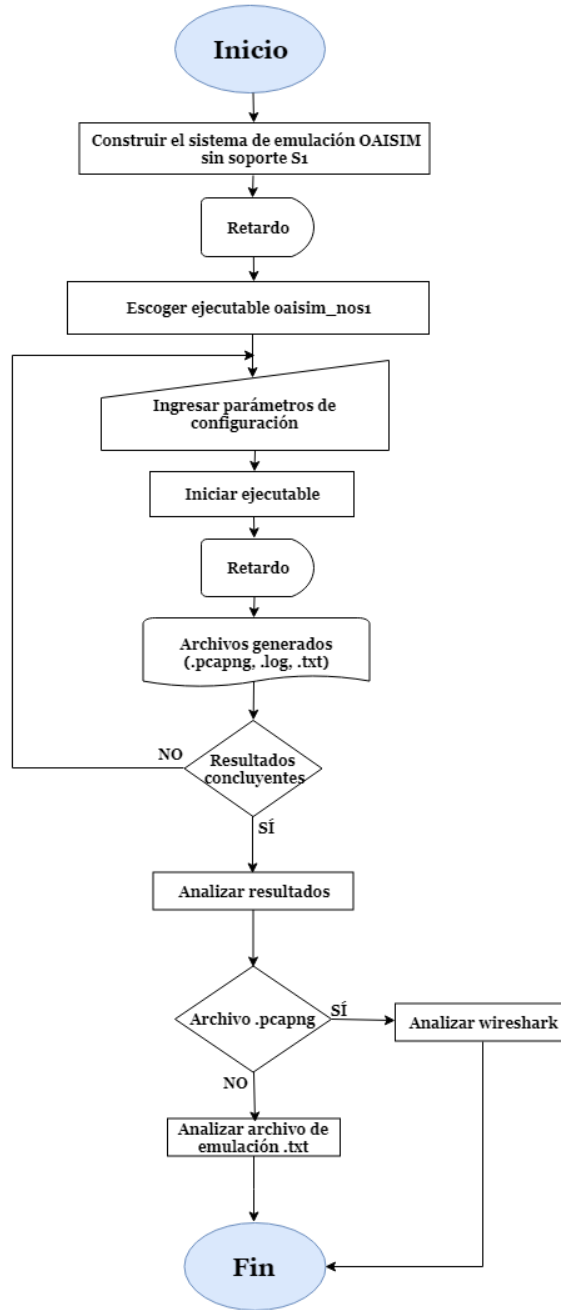 Inicio
Construir el sistema de emulación OAISIM
sin soporte S1
Retardo
Escoger ejecutable oaisim_nos1
Ingresar parámetros de
configuración
Iniciar ejecutable
Retardo
Archivos generados
(.pcapng, .log, .txt)
NO
Resultados
concluyentes
SÍ
Analizar resultados
Archivo .pcapng
SÍ
Analizar wireshark
NO
Analizar archivo de
emulación .txt
Fin